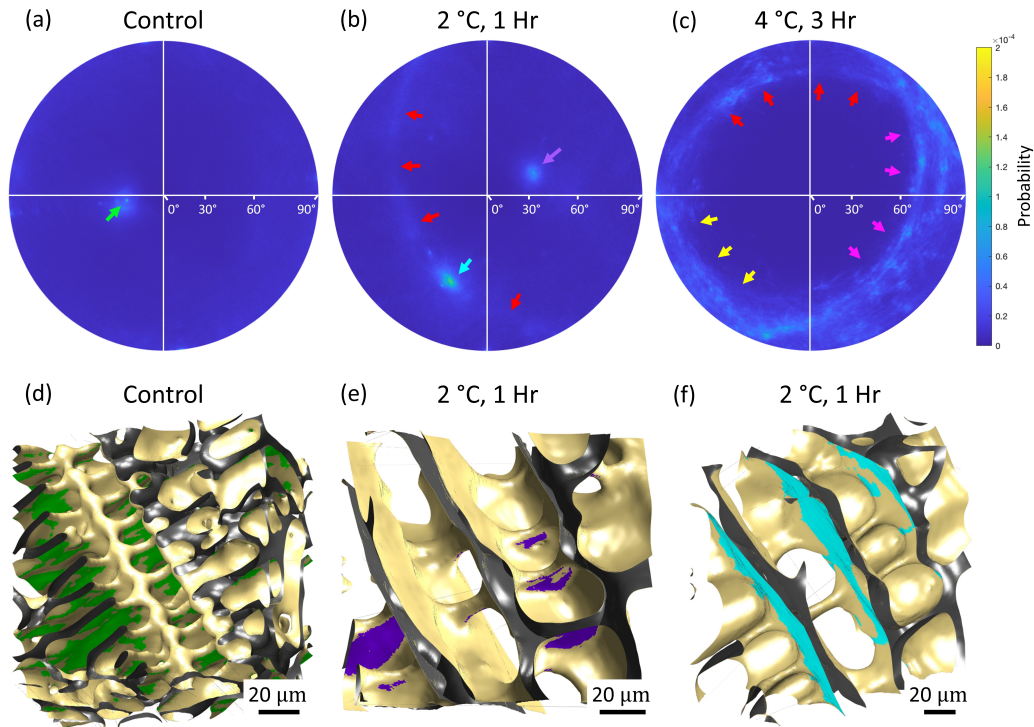 (a) Control
(b) 2 °C, 1 Hr
(c) 4 °C, 3 Hr
×10⁻⁴
2
1.8
1.6
1.4
1.2
1
0.8
0.6
0.4
0.2
0
Probability
0° 30° 60° 90°
0° 30° 60° 90°
0° 30° 60° 90°
(d) Control
(e) 2 °C, 1 Hr
(f) 2 °C, 1 Hr
20 µm
20 µm
20 µm